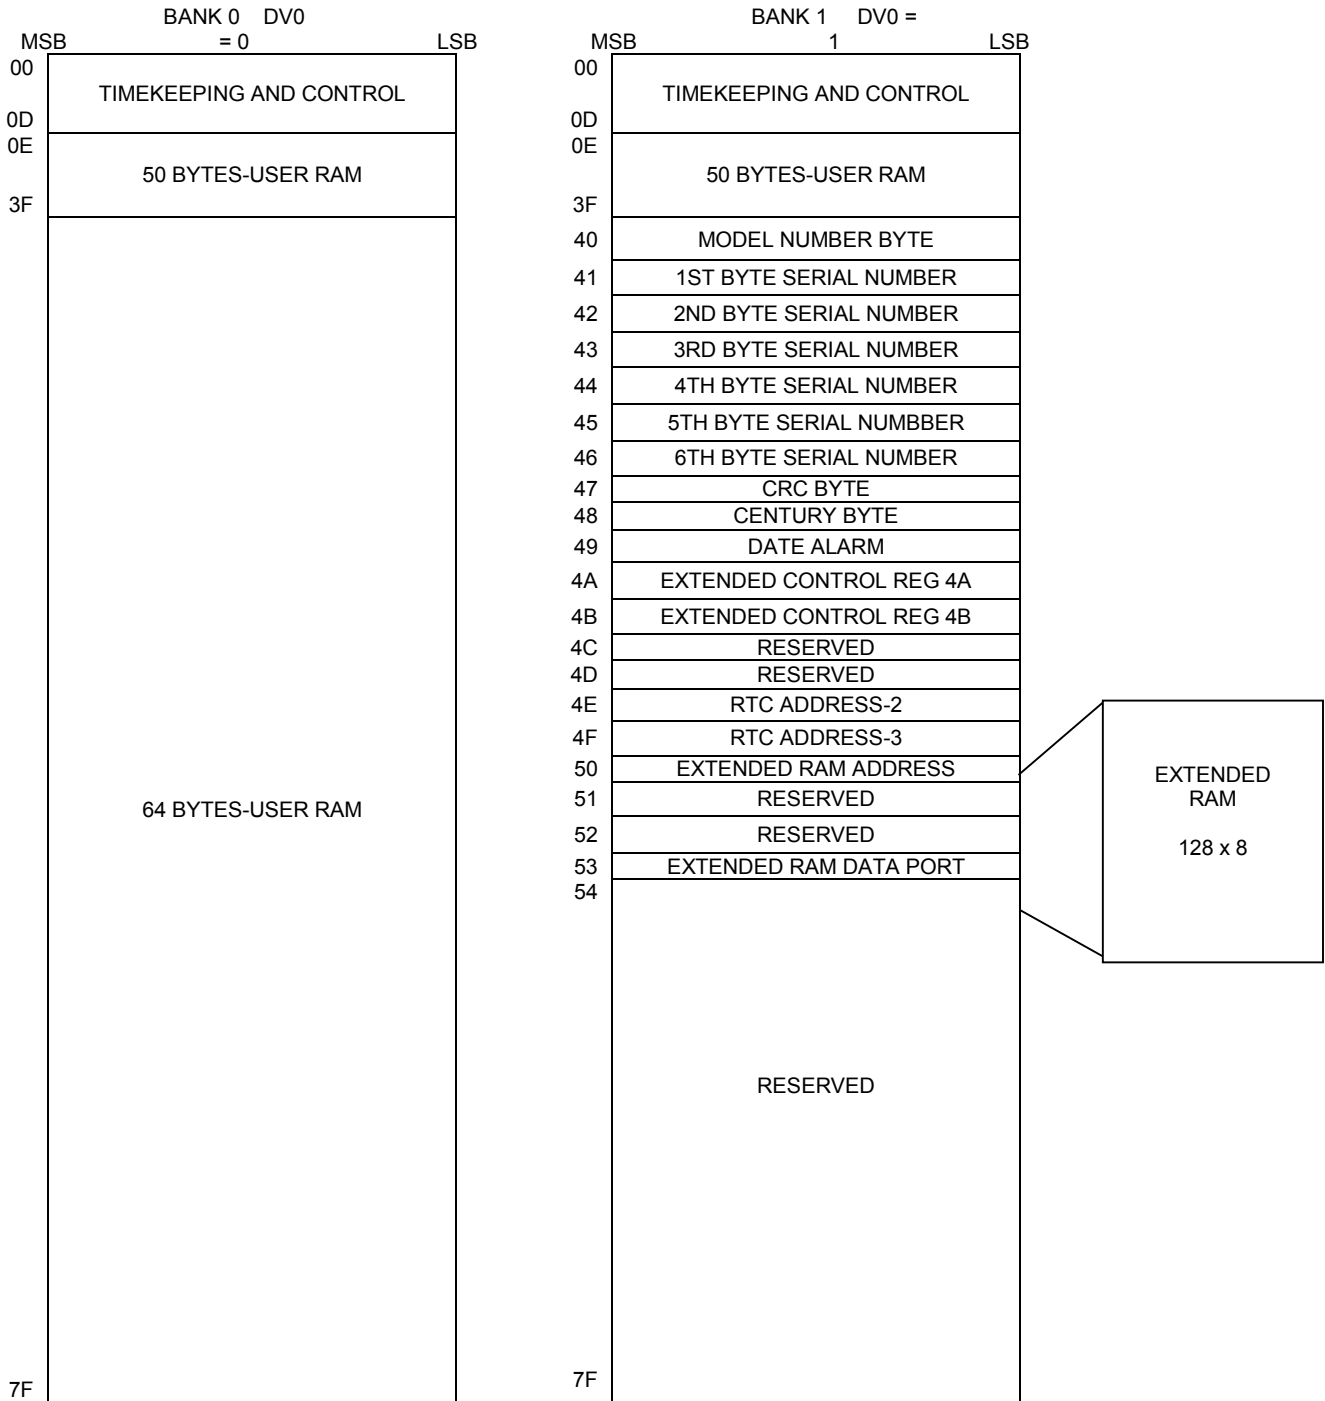 BANK 0 DV0
MSB = 0 LSB
00
TIMEKEEPING AND CONTROL
0D
0E
50 BYTES-USER RAM
3F
64 BYTES-USER RAM
7F
BANK 1 DV0 =
MSB 1 LSB
00
TIMEKEEPING AND CONTROL
0D
0E
50 BYTES-USER RAM
3F
40 MODEL NUMBER BYTE
41 1ST BYTE SERIAL NUMBER
42 2ND BYTE SERIAL NUMBER
43 3RD BYTE SERIAL NUMBER
44 4TH BYTE SERIAL NUMBER
45 5TH BYTE SERIAL NUMBBER
46 6TH BYTE SERIAL NUMBER
47 CRC BYTE
48 CENTURY BYTE
49 DATE ALARM
4A EXTENDED CONTROL REG 4A
4B EXTENDED CONTROL REG 4B
4C RESERVED
4D RESERVED
4E RTC ADDRESS-2
4F RTC ADDRESS-3
50 EXTENDED RAM ADDRESS
51 RESERVED
52 RESERVED
53 EXTENDED RAM DATA PORT
54
RESERVED
7F
EXTENDED
RAM
128 x 8